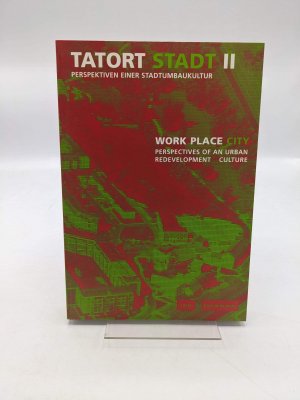 TATORT STADT II
PERSPEKTIVEN EINER STADTUMBAUKULTUR
WORK PLACE CITY
PERSPECTIVES OF AN URBAN
REDEVELOPMENT CULTURE